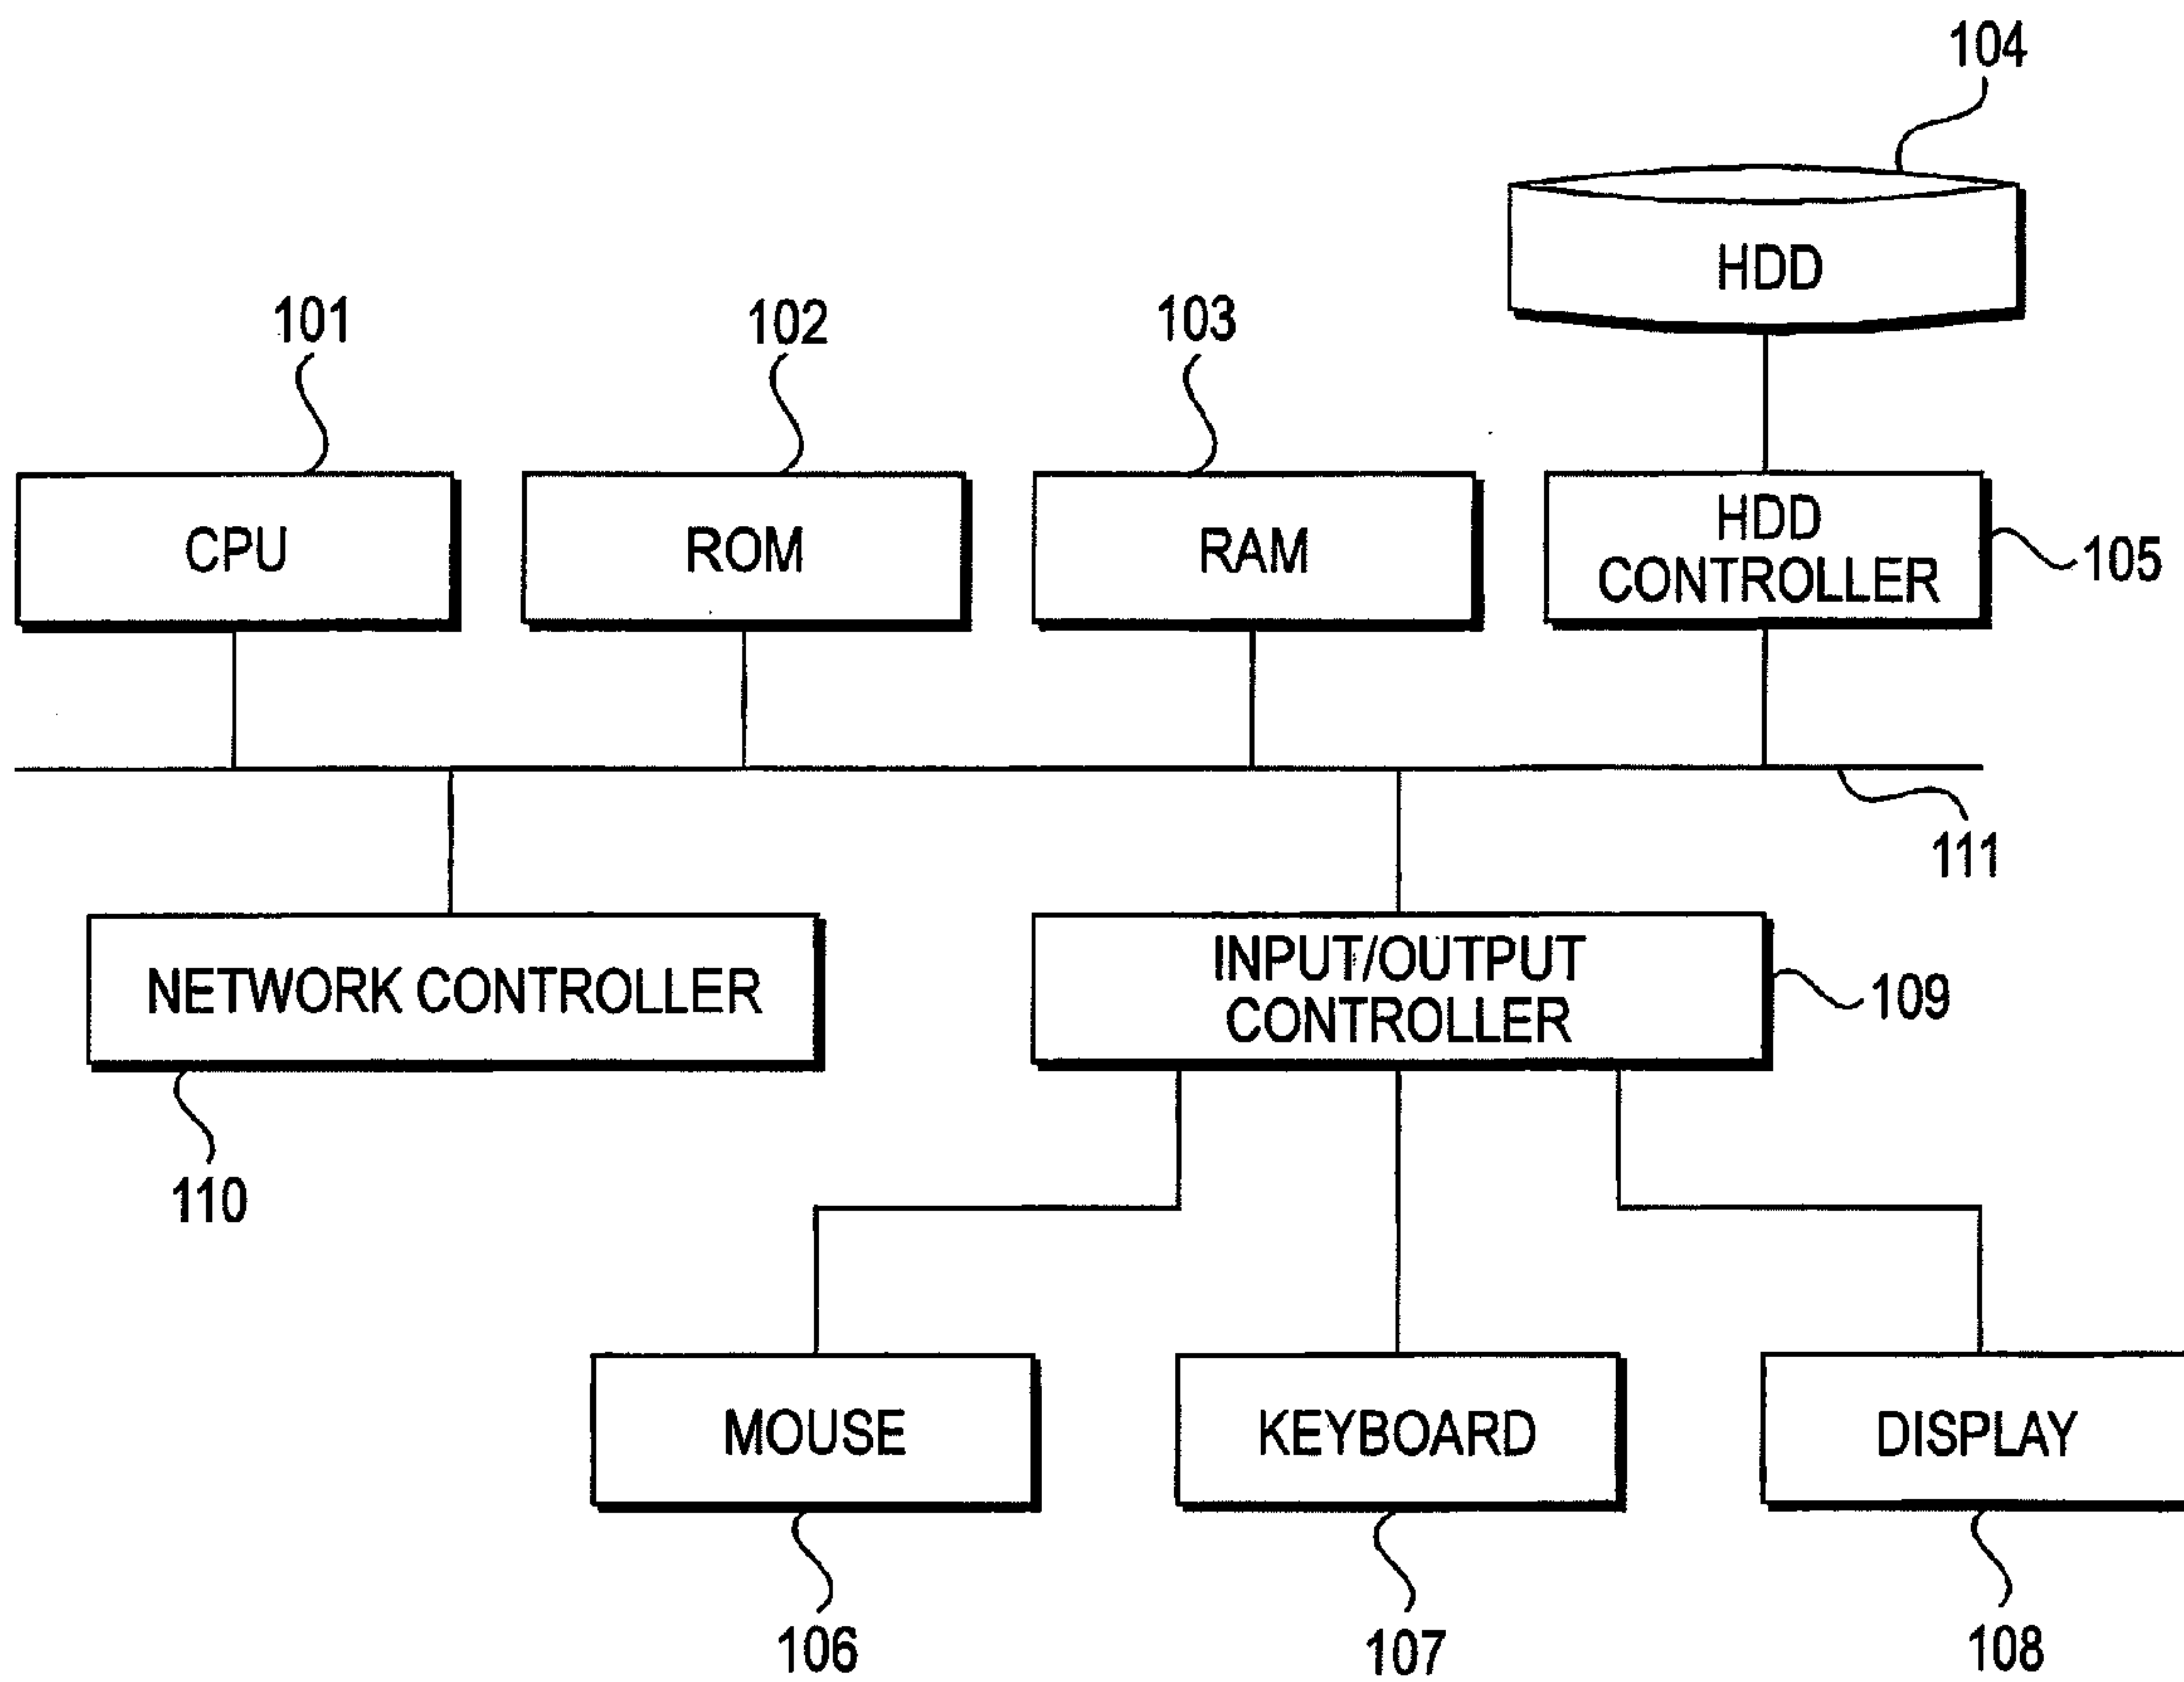 104
HDD
101
102
103
CPU
ROM
RAM
HDD
CONTROLLER
105
111
NETWORK CONTROLLER
INPUT/OUTPUT
CONTROLLER
109
110
MOUSE
KEYBOARD
DISPLAY
106
107
108